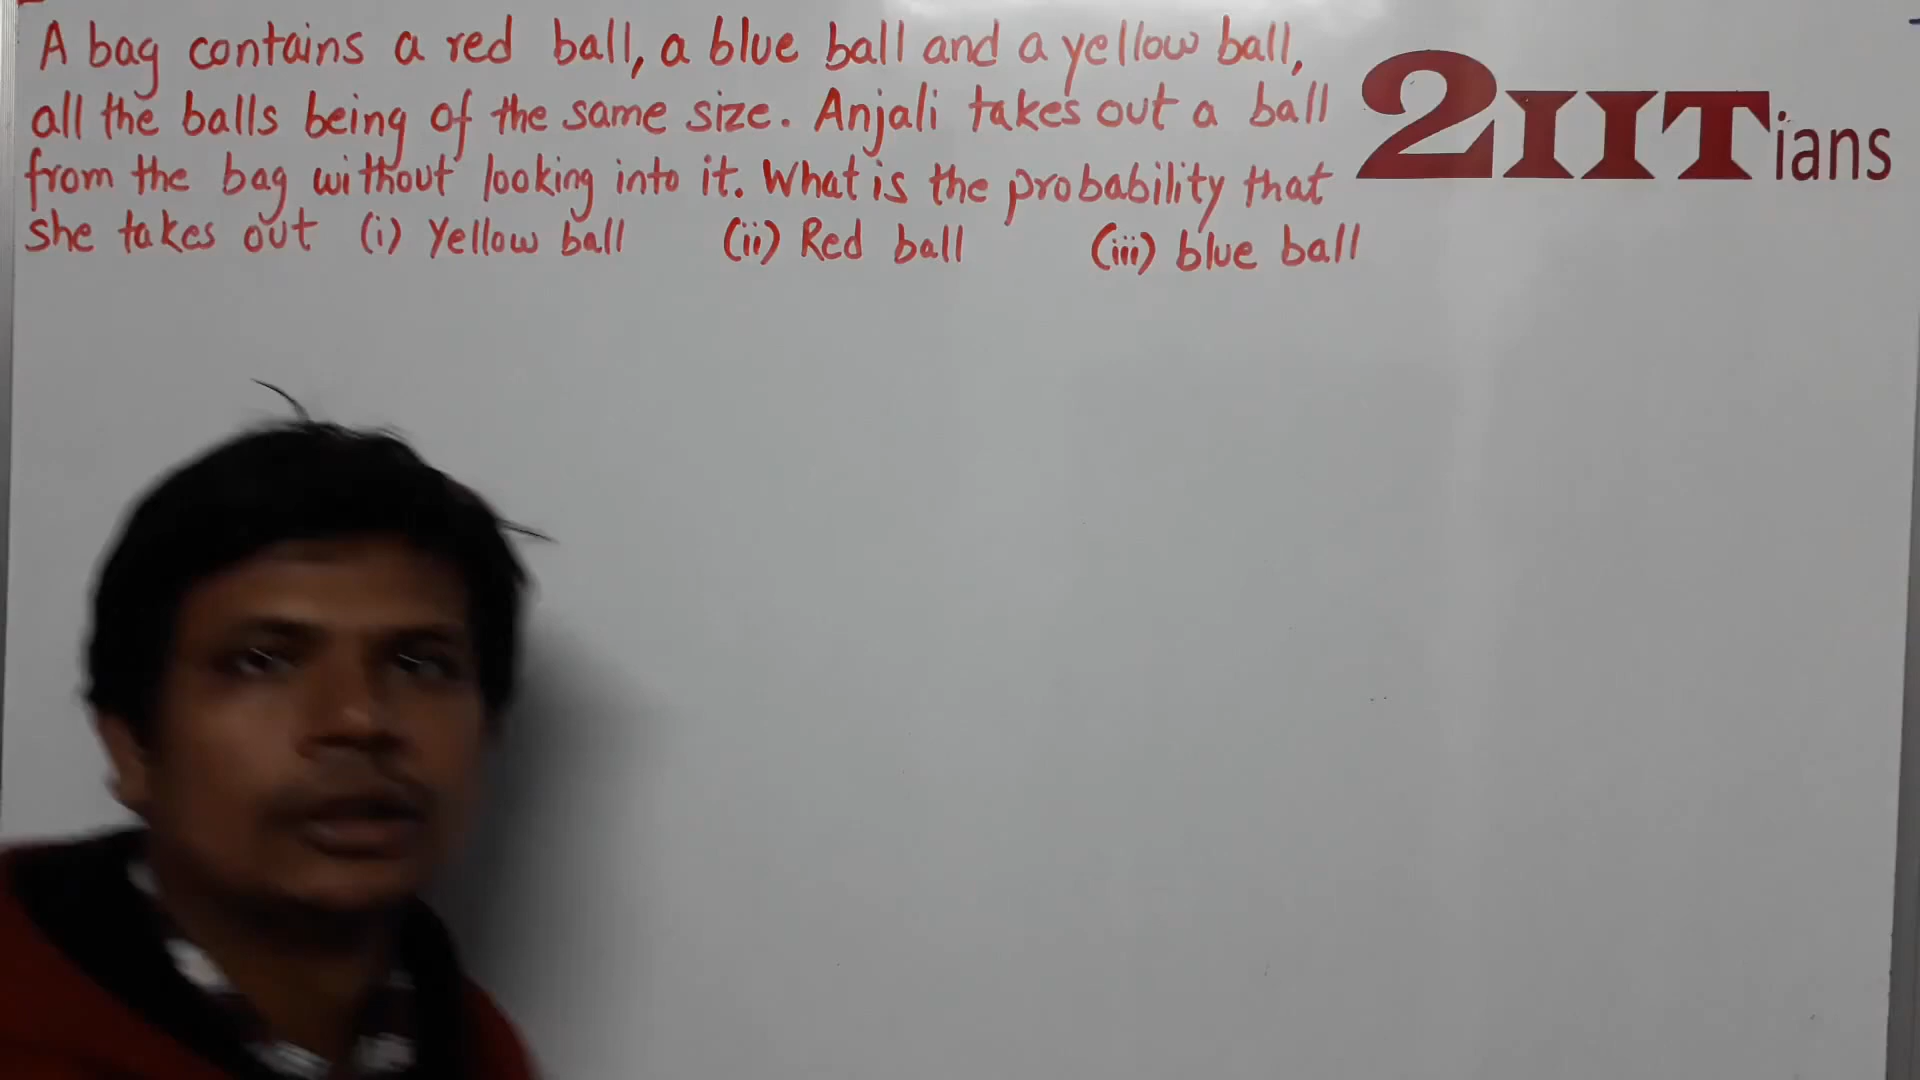 A bag contains a red ball, a blue ball and a yellow ball,
all the balls being of the same size. Anjali takes out a ball
from the bag without looking into it. What is the probability that
she takes out (i) Yellow ball (ii) Red ball (iii) blue ball
2IITians